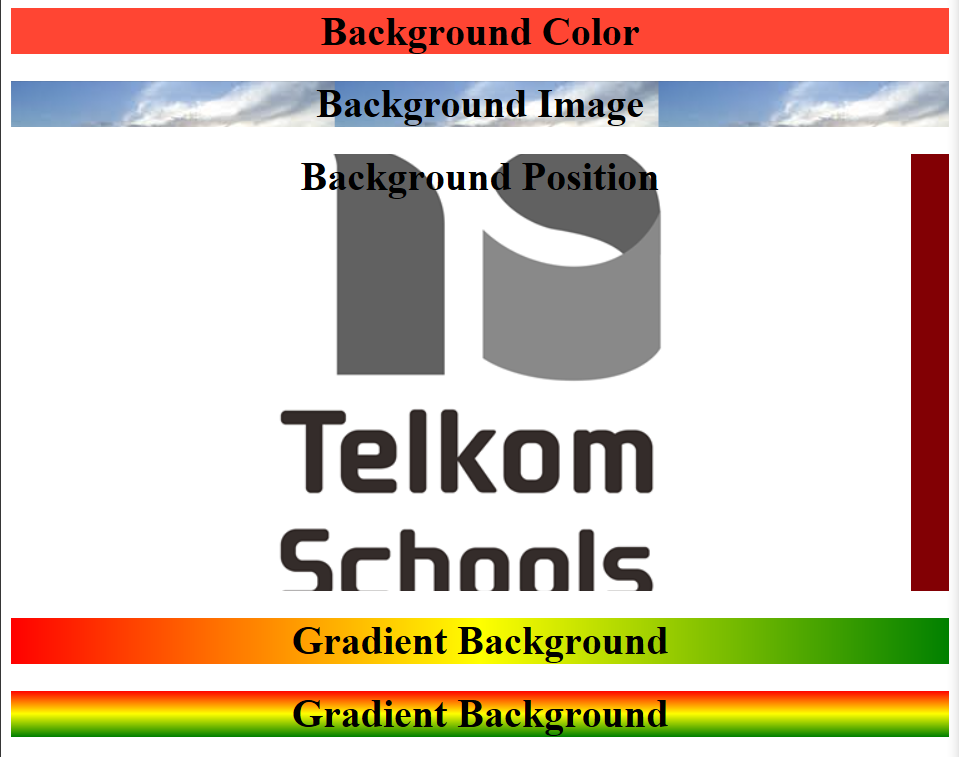 Background Color
Background Image
Background Position
Telkom
Schools
Gradient Background
Gradient Background